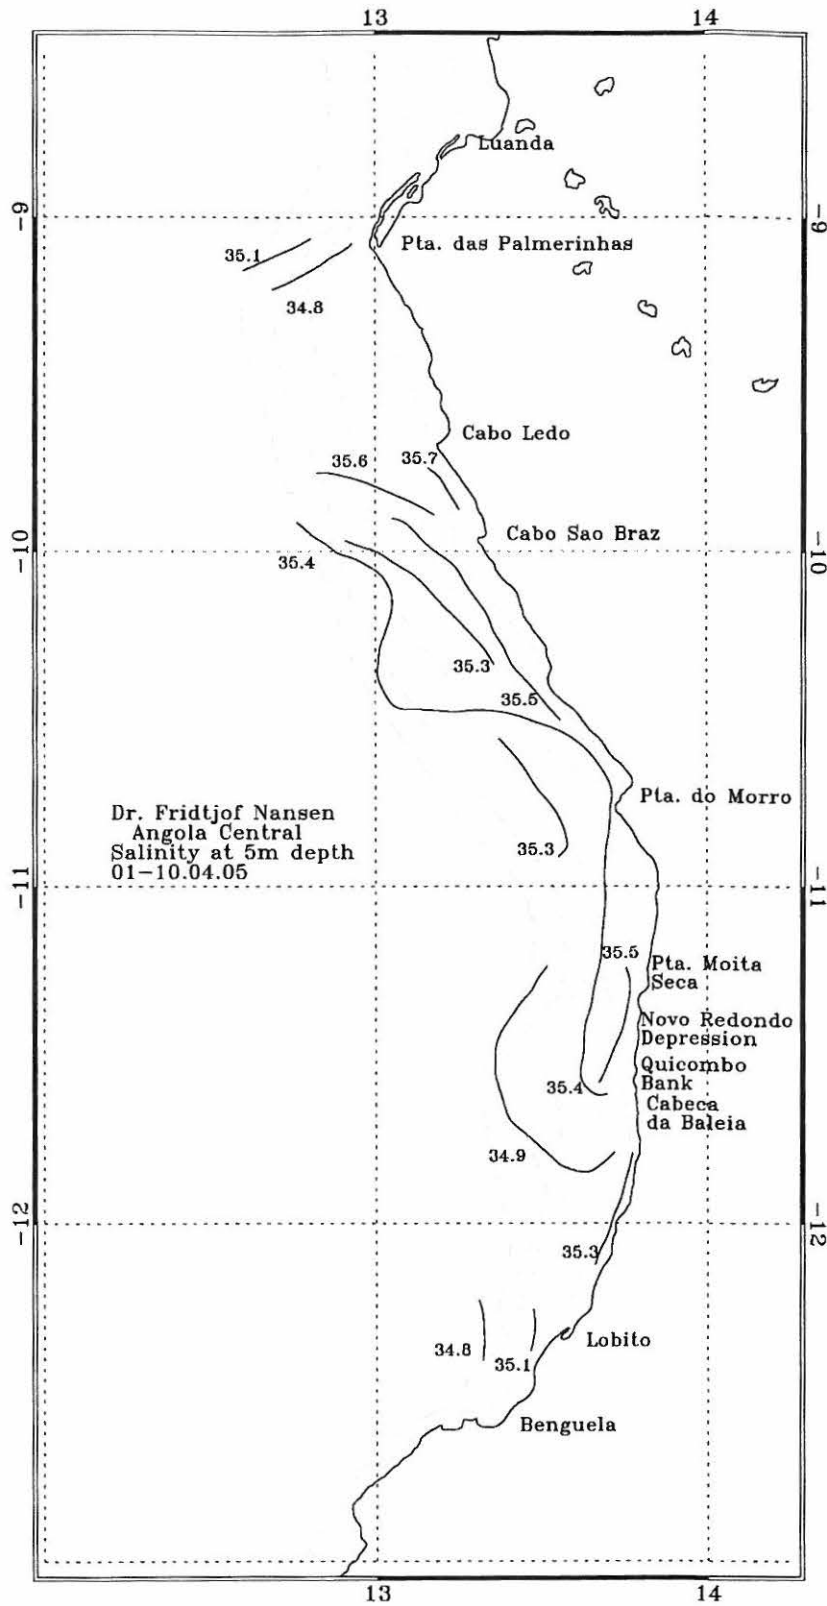 13 14
Luanda
-9 -9
Pta. das Palmerinhas
35.1
34.8
Cabo Ledo
35.6 35.7
Cabo Sao Braz
-10 -10
35.4
35.3
35.5
Pta. do Morro
Dr. Fridtjof Nansen
Angola Central
Salinity at 5m depth
01-10.04.05
35.3
-11 -11
35.5
Pta. Moita
Seca
Novo Redondo
Depression
Quicombo
Bank
35.4
Cabeca
da Baleia
34.9
-12 -12
35.3
Lobito
34.8
35.1
Benguela
13 14